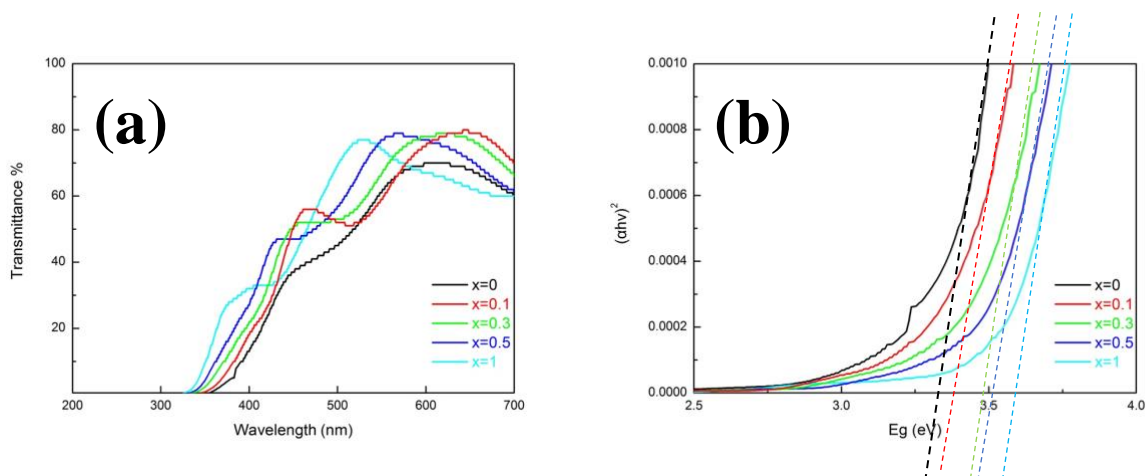 (a)
100
80
60
40
20
Transmittance %
x=0
x=0.1
x=0.3
x=0.5
x=1
200 300 400 500 600 700
Wavelength (nm)
(b)
0.0010
0.0008
0.0006
0.0004
0.0002
0.0000
(αhν)²
x=0
x=0.1
x=0.3
x=0.5
x=1
2.5 3.0 3.5 4.0
Eg (eV)